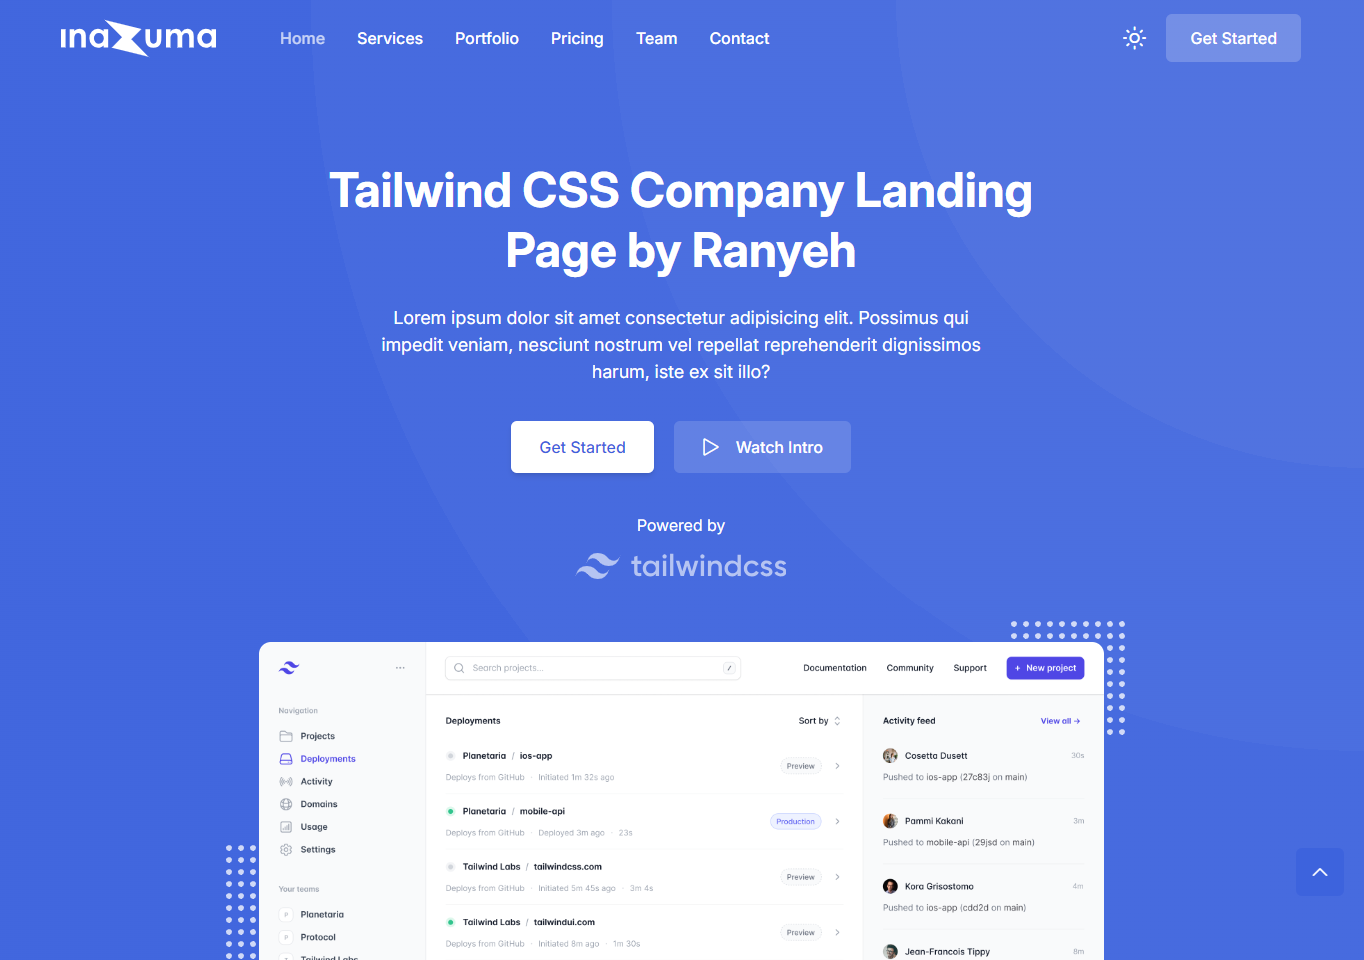 ınazuma
Home
Services
Portfolio
Pricing
Team
Contact
Get Started
Tailwind CSS Company Landing
Page by Ranyeh
Lorem ipsum dolor sit amet consectetur adipisicing elit. Possimus qui
impedit veniam, nesciunt nostrum vel repellat reprehenderit dignissimos
harum, iste ex sit illo?
Get Started
Watch Intro
Powered by
tailwindcss
Search projects...
/
Documentation
Community
Support
+ New project
Navigation
Projects
Deployments
Activity
Domains
Usage
Settings
Your teams
P Planetaria
P Protocol
T Tailwind Labs
Deployments
Sort by
Planetaria / ios-app
Deploys from GitHub · Initiated 1m 32s ago
Preview
Planetaria / mobile-api
Deploys from GitHub · Deployed 3m ago · 23s
Production
Tailwind Labs / tailwindcss.com
Deploys from GitHub · Initiated 5m 45s ago · 3m 4s
Preview
Tailwind Labs / tailwindui.com
Deploys from GitHub · Initiated 8m ago · 1m 30s
Preview
Activity feed
View all →
Cosetta Dusett
30s
Pushed to ios-app (27c83j on main)
Pammi Kakani
3m
Pushed to mobile-api (29jsd on main)
Kora Grisostomo
4m
Pushed to ios-app (cdd2d on main)
Jean-Francois Tippy
8m